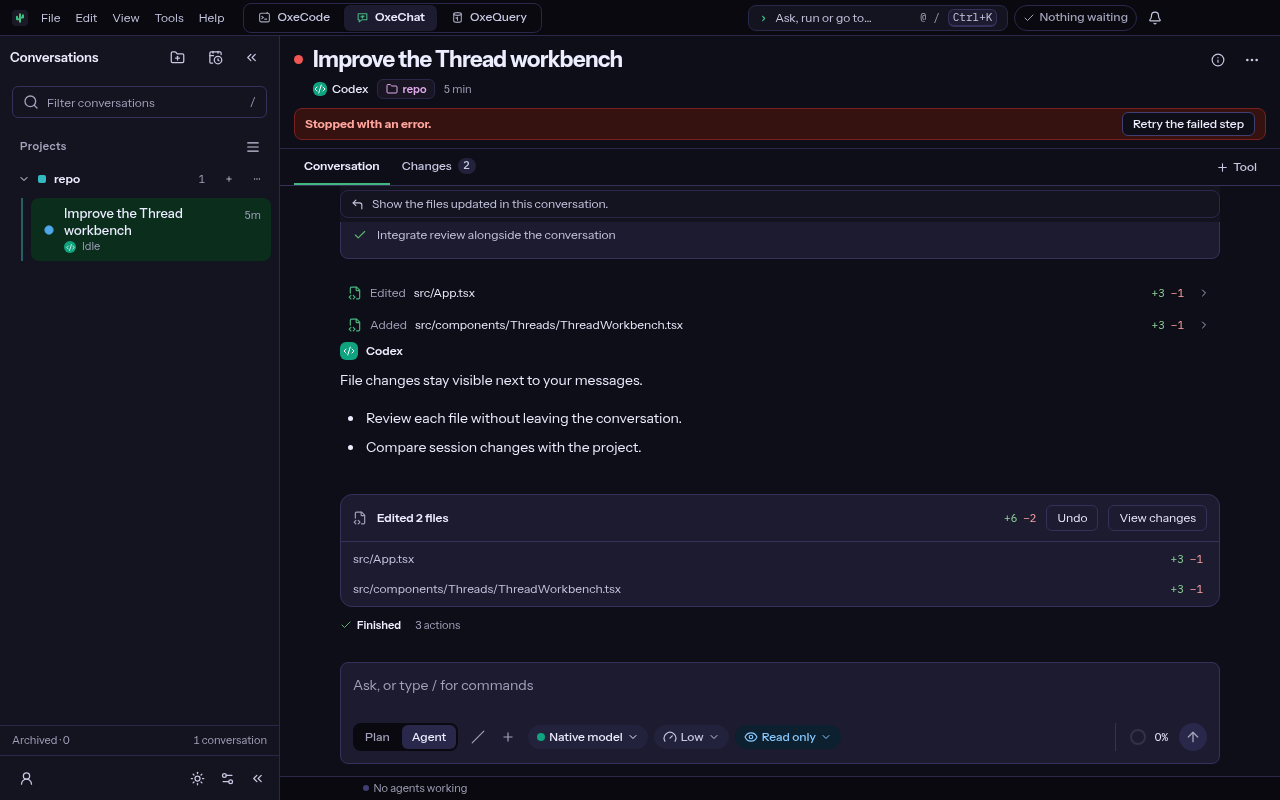 File Edit View Tools Help
OxeCode OxeChat OxeQuery
Ask, run or go to... @ / Ctrl+K
Nothing waiting
Conversations
Filter conversations /
Projects
repo 1 + ...
Improve the Thread workbench 5m
Idle
Archived · 0 1 conversation
Improve the Thread workbench
Codex repo 5 min
Stopped with an error. Retry the failed step
Conversation Changes 2 + Tool
Show the files updated in this conversation.
Integrate review alongside the conversation
Edited src/App.tsx +3 −1
Added src/components/Threads/ThreadWorkbench.tsx +3 −1
Codex
File changes stay visible next to your messages.
• Review each file without leaving the conversation.
• Compare session changes with the project.
Edited 2 files +6 −2 Undo View changes
src/App.tsx +3 −1
src/components/Threads/ThreadWorkbench.tsx +3 −1
Finished 3 actions
Ask, or type / for commands
Plan Agent Native model Low Read only 0%
No agents working